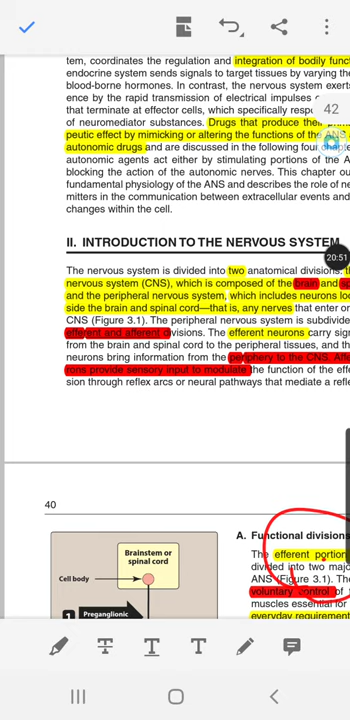 tem, coordinates the regulation and integration of bodily funct
endocrine system sends signals to target tissues by varying the
blood-borne hormones. In contrast, the nervous system exert
ence by the rapid transmission of electrical impulses
that terminate at effector cells, which specifically respo
42
of neuromediator substances. Drugs that produce their
peutic effect by mimicking or altering the functions of the ANS
autonomic drugs and are discussed in the following four chapt
autonomic agents act either by stimulating portions of the A
blocking the action of the autonomic nerves. This chapter ou
fundamental physiology of the ANS and describes the role of ne
mitters in the communication between extracellular events and
changes within the cell.
II. INTRODUCTION TO THE NERVOUS SYSTEM
20:51
The nervous system is divided into two anatomical divisions: t
nervous system (CNS), which is composed of the brain and sp
and the peripheral nervous system, which includes neurons loc
side the brain and spinal cord—that is, any nerves that enter or
CNS (Figure 3.1). The peripheral nervous system is subdivide
efferent and afferent divisions. The efferent neurons carry sign
from the brain and spinal cord to the peripheral tissues, and th
neurons bring information from the periphery to the CNS. Affe
rons provide sensory input to modulate the function of the effe
sion through reflex arcs or neural pathways that mediate a refle
40
A. Functional divisions
Brainstem or
spinal cord
Cell body
1 Preganglionic
The efferent portion
divided into two majo
ANS (Figure 3.1). The
voluntary control of
muscles essential for
everyday requirement